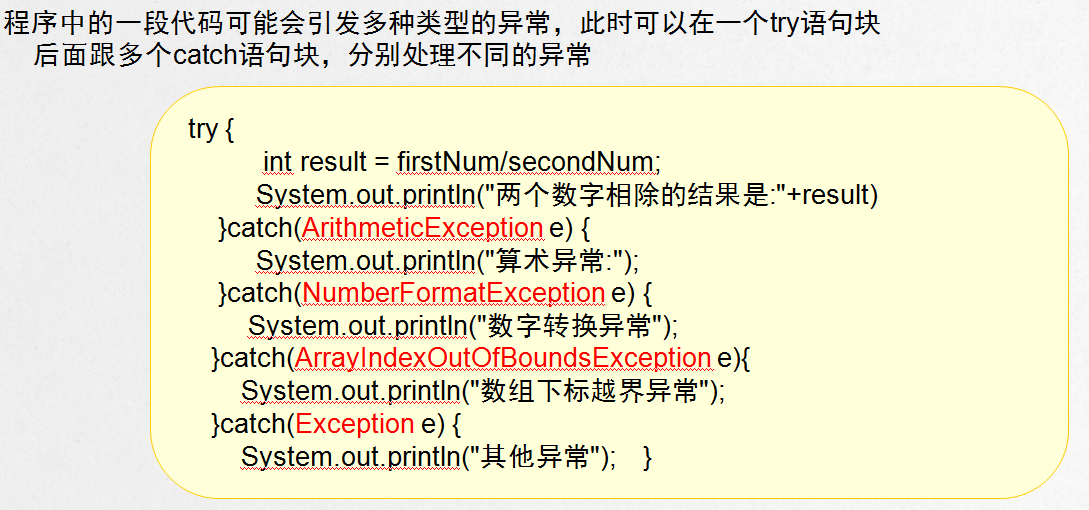 程序中的一段代码可能会引发多种类型的异常，此时可以在一个try语句块
后面跟多个catch语句块，分别处理不同的异常
try {
int result = firstNum/secondNum;
System.out.println("两个数字相除的结果是:"+result)
}catch(ArithmeticException e) {
System.out.println("算术异常:");
}catch(NumberFormatException e) {
System.out.println("数字转换异常");
}catch(ArrayIndexOutOfBoundsException e){
System.out.println("数组下标越界异常");
}catch(Exception e) {
System.out.println("其他异常"); }